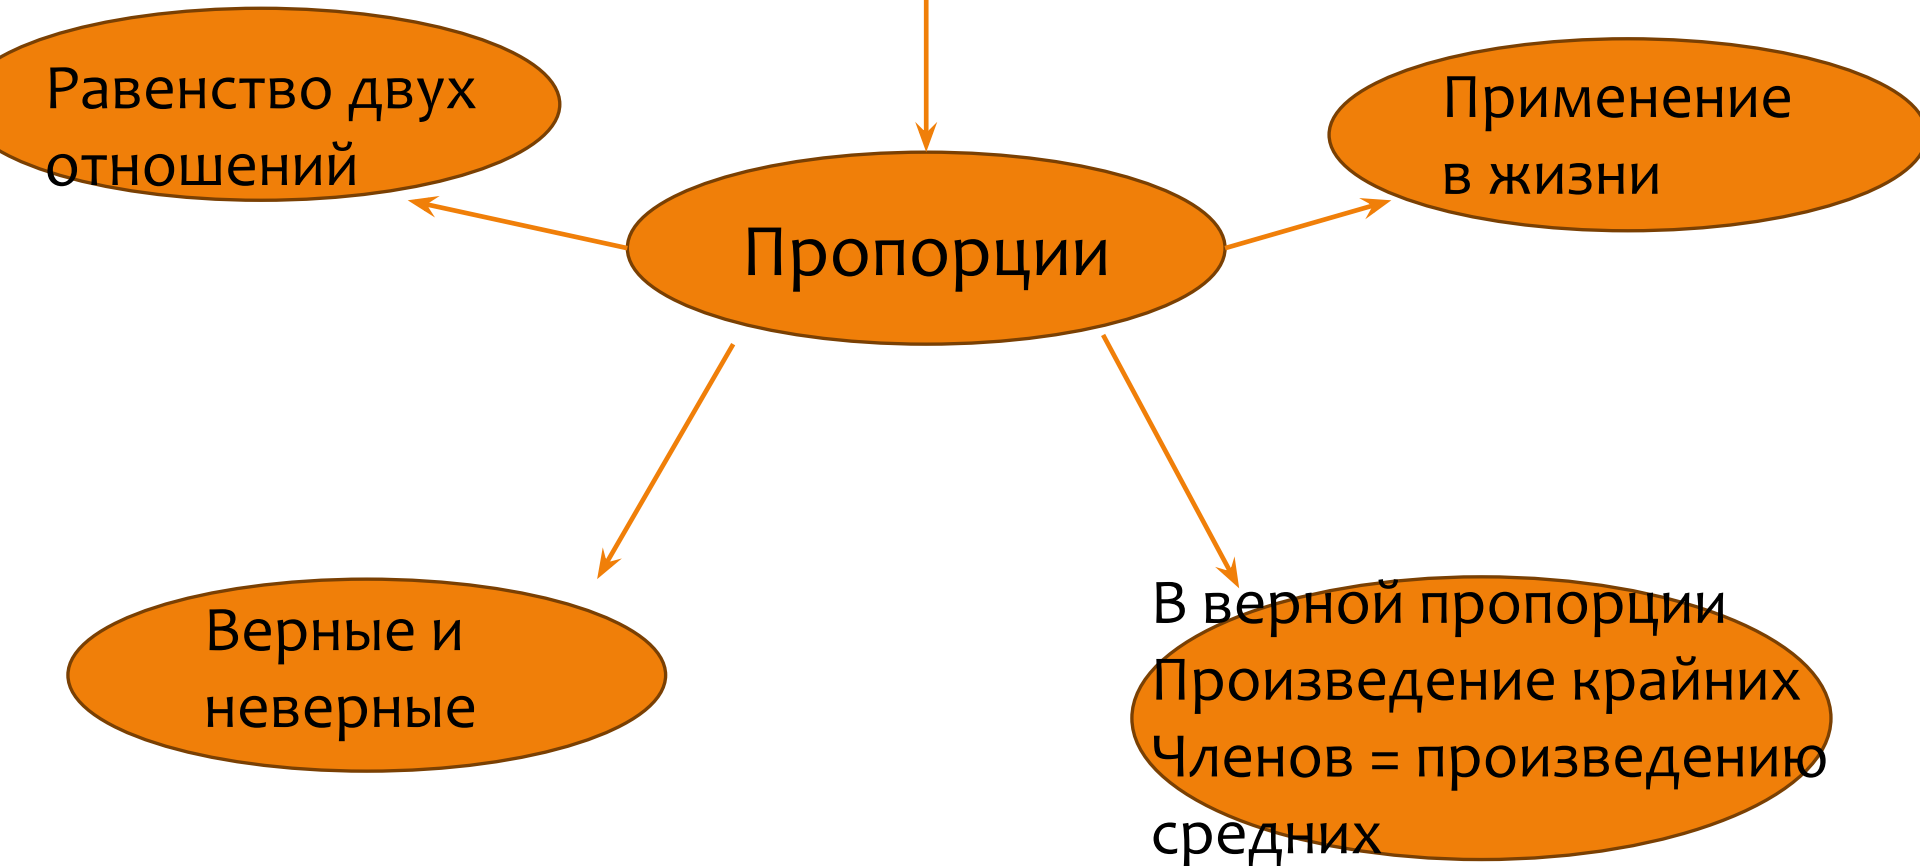 Равенство двух
отношений
Применение
в жизни
Пропорции
Верные и
неверные
В верной пропорции
Произведение крайних
Членов = произведению
средних